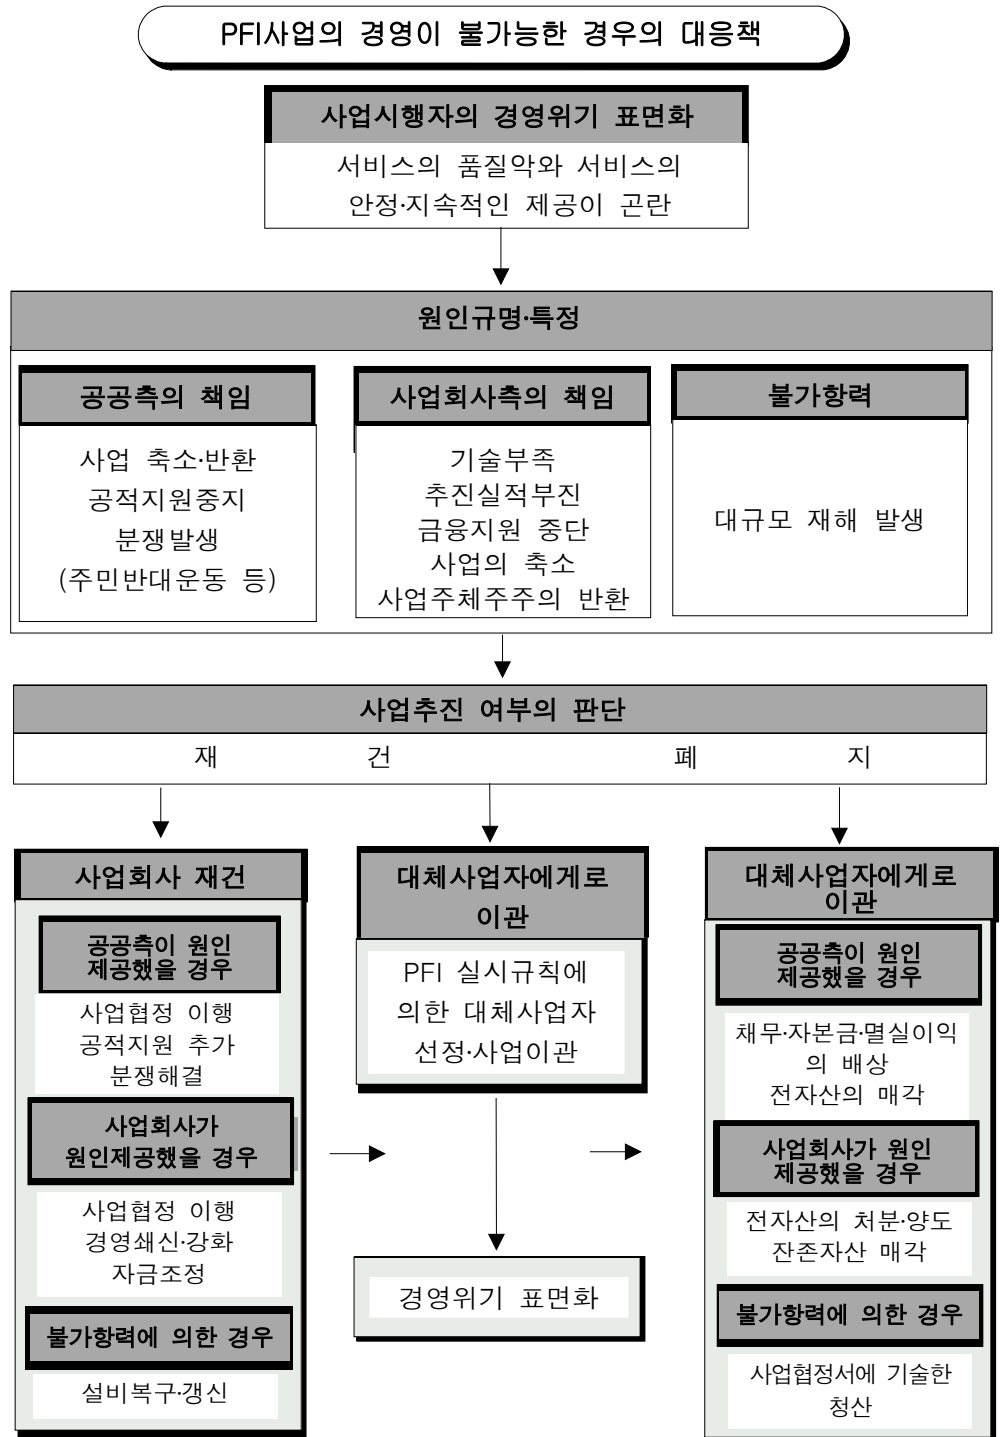 PFI사업의 경영이 불가능한 경우의 대응책
사업시행자의 경영위기 표면화
서비스의 품질악와 서비스의
안정·지속적인 제공이 곤란
원인규명·특정
공공측의 책임
사업 축소·반환
공적지원중지
분쟁발생
(주민반대운동 등)
사업회사측의 책임
기술부족
추진실적부진
금융지원 중단
사업의 축소
사업주체주주의 반환
불가항력
대규모 재해 발생
사업추진 여부의 판단
재 건 폐 지
사업회사 재건
공공측이 원인
제공했을 경우
사업협정 이행
공적지원 추가
분쟁해결
사업회사가
원인제공했을 경우
사업협정 이행
경영쇄신·강화
자금조정
불가항력에 의한 경우
설비복구·갱신
대체사업자에게로
이관
PFI 실시규칙에
의한 대체사업자
선정·사업이관
경영위기 표면화
대체사업자에게로
이관
공공측이 원인
제공했을 경우
채무·자본금·멸실이익
의 배상
전자산의 매각
사업회사가 원인
제공했을 경우
전자산의 처분·양도
잔존자산 매각
불가항력에 의한 경우
사업협정서에 기술한
청산